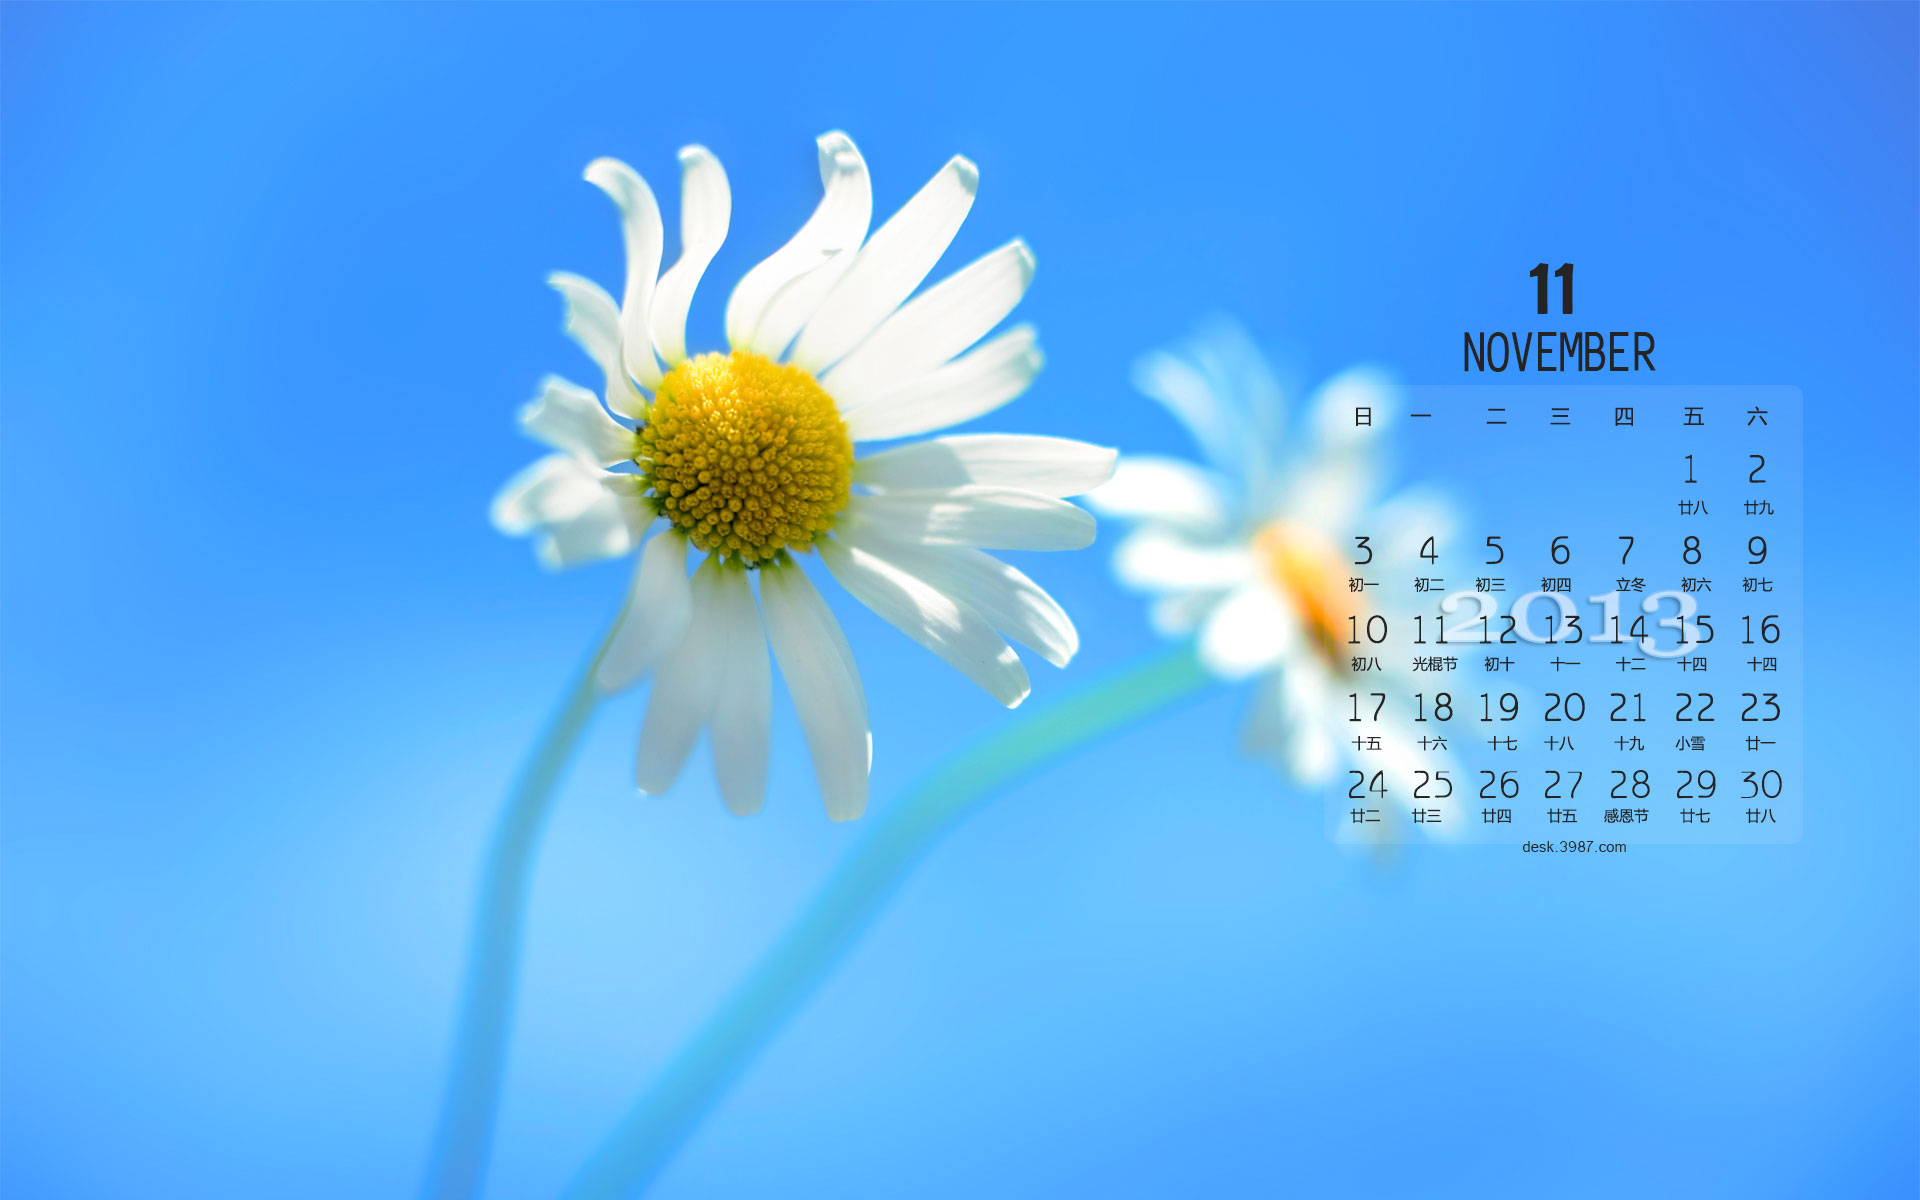 11
NOVEMBER
日 一 二 三 四 五 六
1 2
廿八 廿九
3 4 5 6 7 8 9
初一 初二 初三 初四 立冬 初六 初七
2013
10 11 12 13 14 15 16
初八 光棍节 初十 十一 十二 十四 十四
17 18 19 20 21 22 23
十五 十六 十七 十八 十九 小雪 廿一
24 25 26 27 28 29 30
廿二 廿三 廿四 廿五 感恩节 廿七 廿八
desk.3987.com